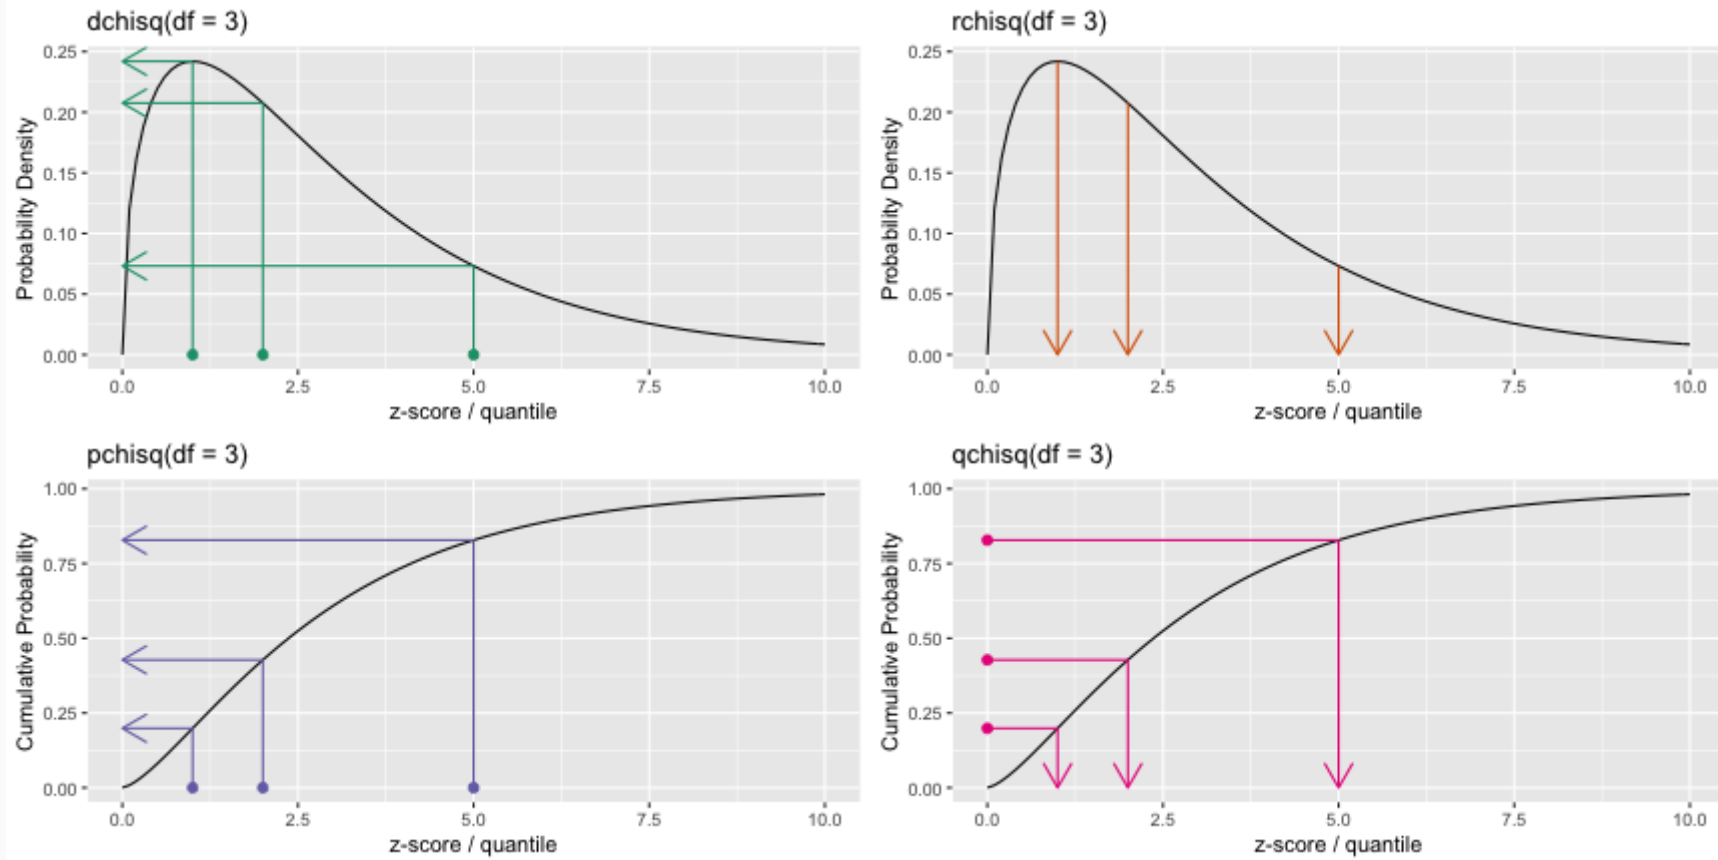 dchisq(df = 3)
Probability Density
0.25
0.20
0.15
0.10
0.05
0.00
0.0 2.5 5.0 7.5 10.0
z-score / quantile
rchisq(df = 3)
Probability Density
0.25
0.20
0.15
0.10
0.05
0.00
0.0 2.5 5.0 7.5 10.0
z-score / quantile
pchisq(df = 3)
Cumulative Probability
1.00
0.75
0.50
0.25
0.00
0.0 2.5 5.0 7.5 10.0
z-score / quantile
qchisq(df = 3)
Cumulative Probability
1.00
0.75
0.50
0.25
0.00
0.0 2.5 5.0 7.5 10.0
z-score / quantile